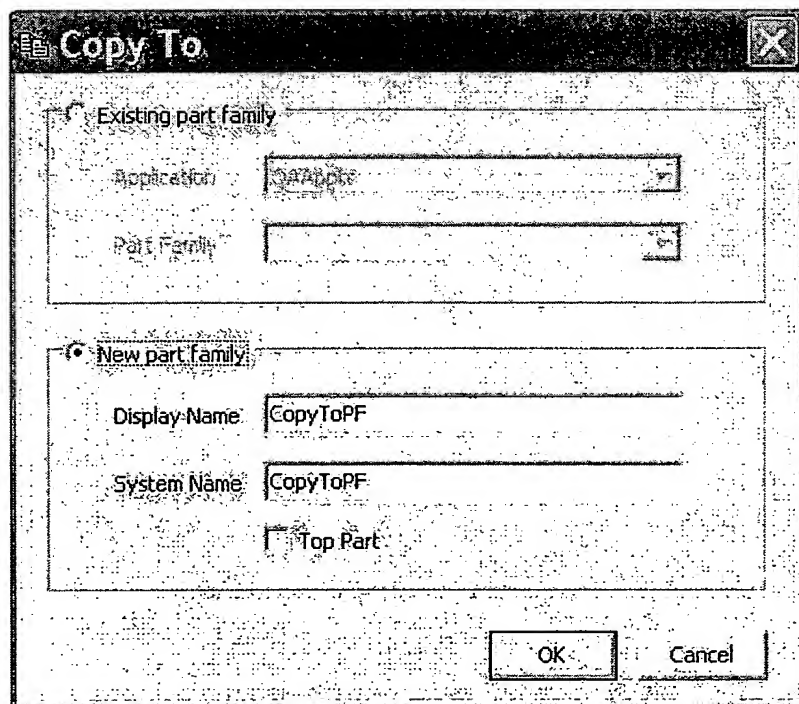 Copy To
Existing part family
Application
Part Family
New part family
Display Name CopyToPF
System Name CopyToPF
Top Part
OK Cancel